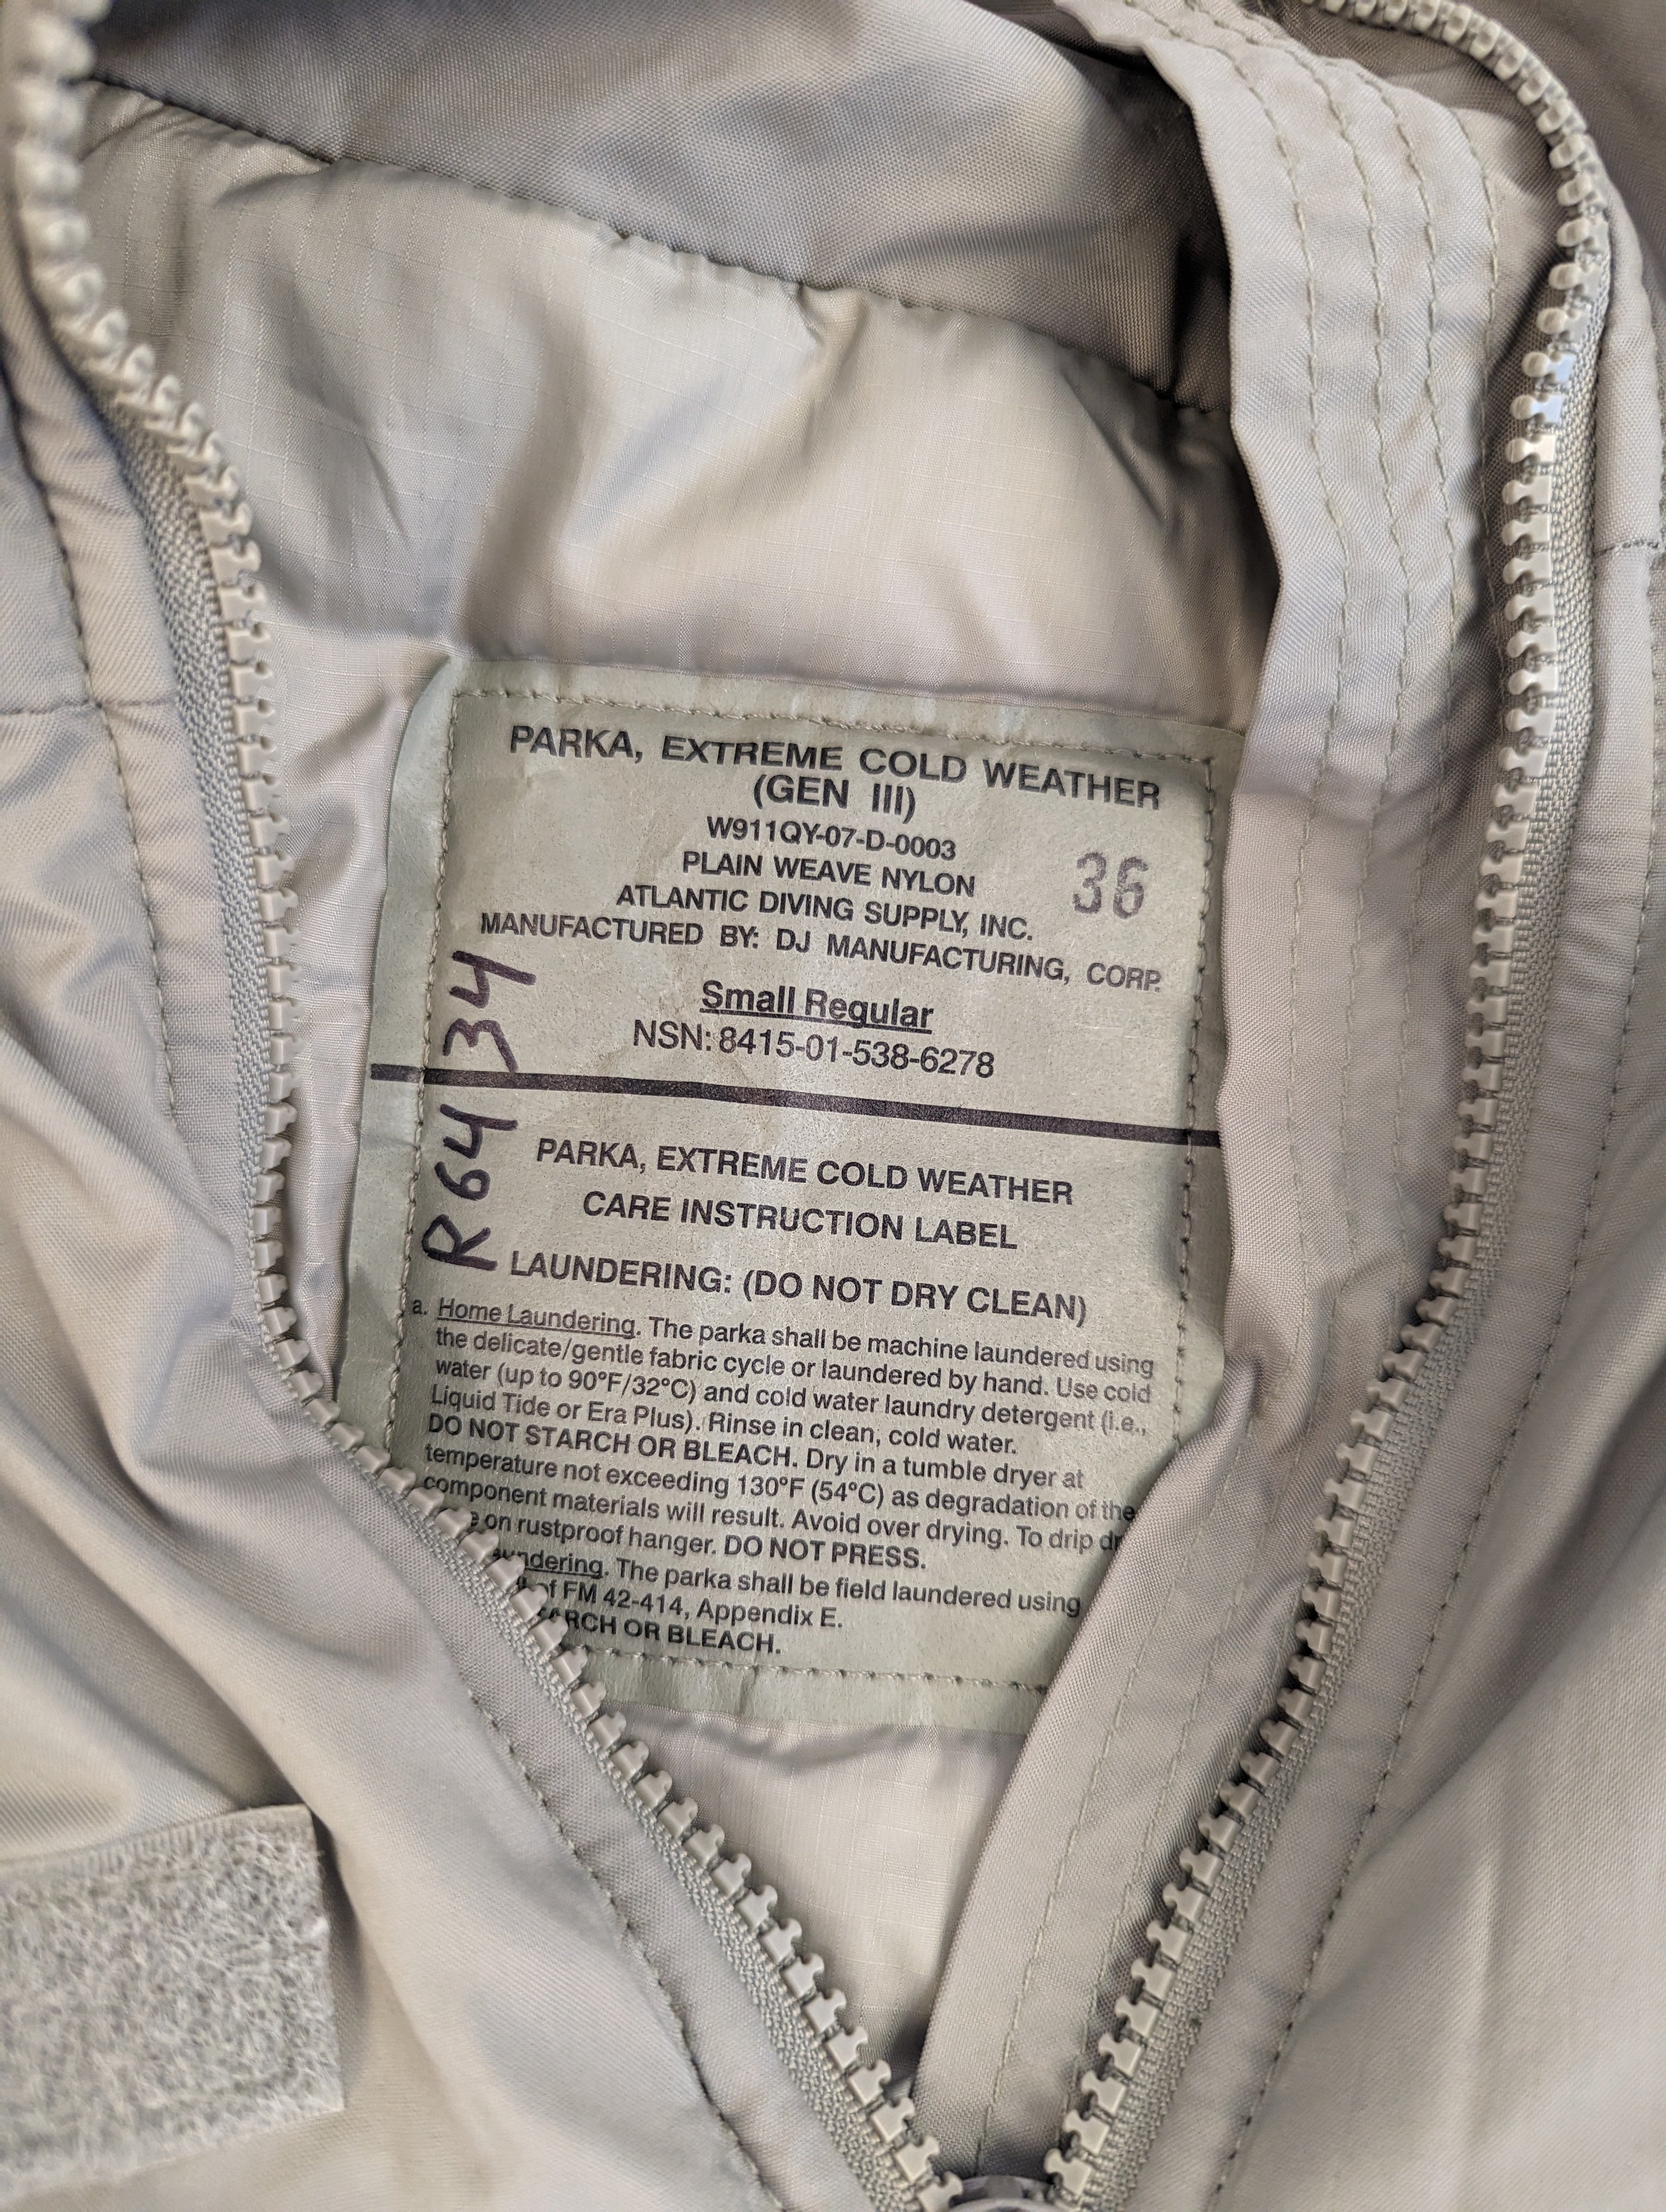 PARKA, EXTREME COLD WEATHER
(GEN III)
W911QY-07-D-0003
PLAIN WEAVE NYLON
36
ATLANTIC DIVING SUPPLY, INC.
MANUFACTURED BY: DJ MANUFACTURING, CORP.
Small Regular
NSN: 8415-01-538-6278
R6434
PARKA, EXTREME COLD WEATHER
CARE INSTRUCTION LABEL
LAUNDERING: (DO NOT DRY CLEAN)
a. Home Laundering. The parka shall be machine laundered using
the delicate/gentle fabric cycle or laundered by hand. Use cold
water (up to 90°F/32°C) and cold water laundry detergent (i.e.,
Liquid Tide or Era Plus). Rinse in clean, cold water.
DO NOT STARCH OR BLEACH. Dry in a tumble dryer at
temperature not exceeding 130°F (54°C) as degradation of the
component materials will result. Avoid over drying. To drip
on rustproof hanger. DO NOT PRESS.
The parka shall be field laundered using
of FM 42-414, Appendix E.
OR BLEACH.